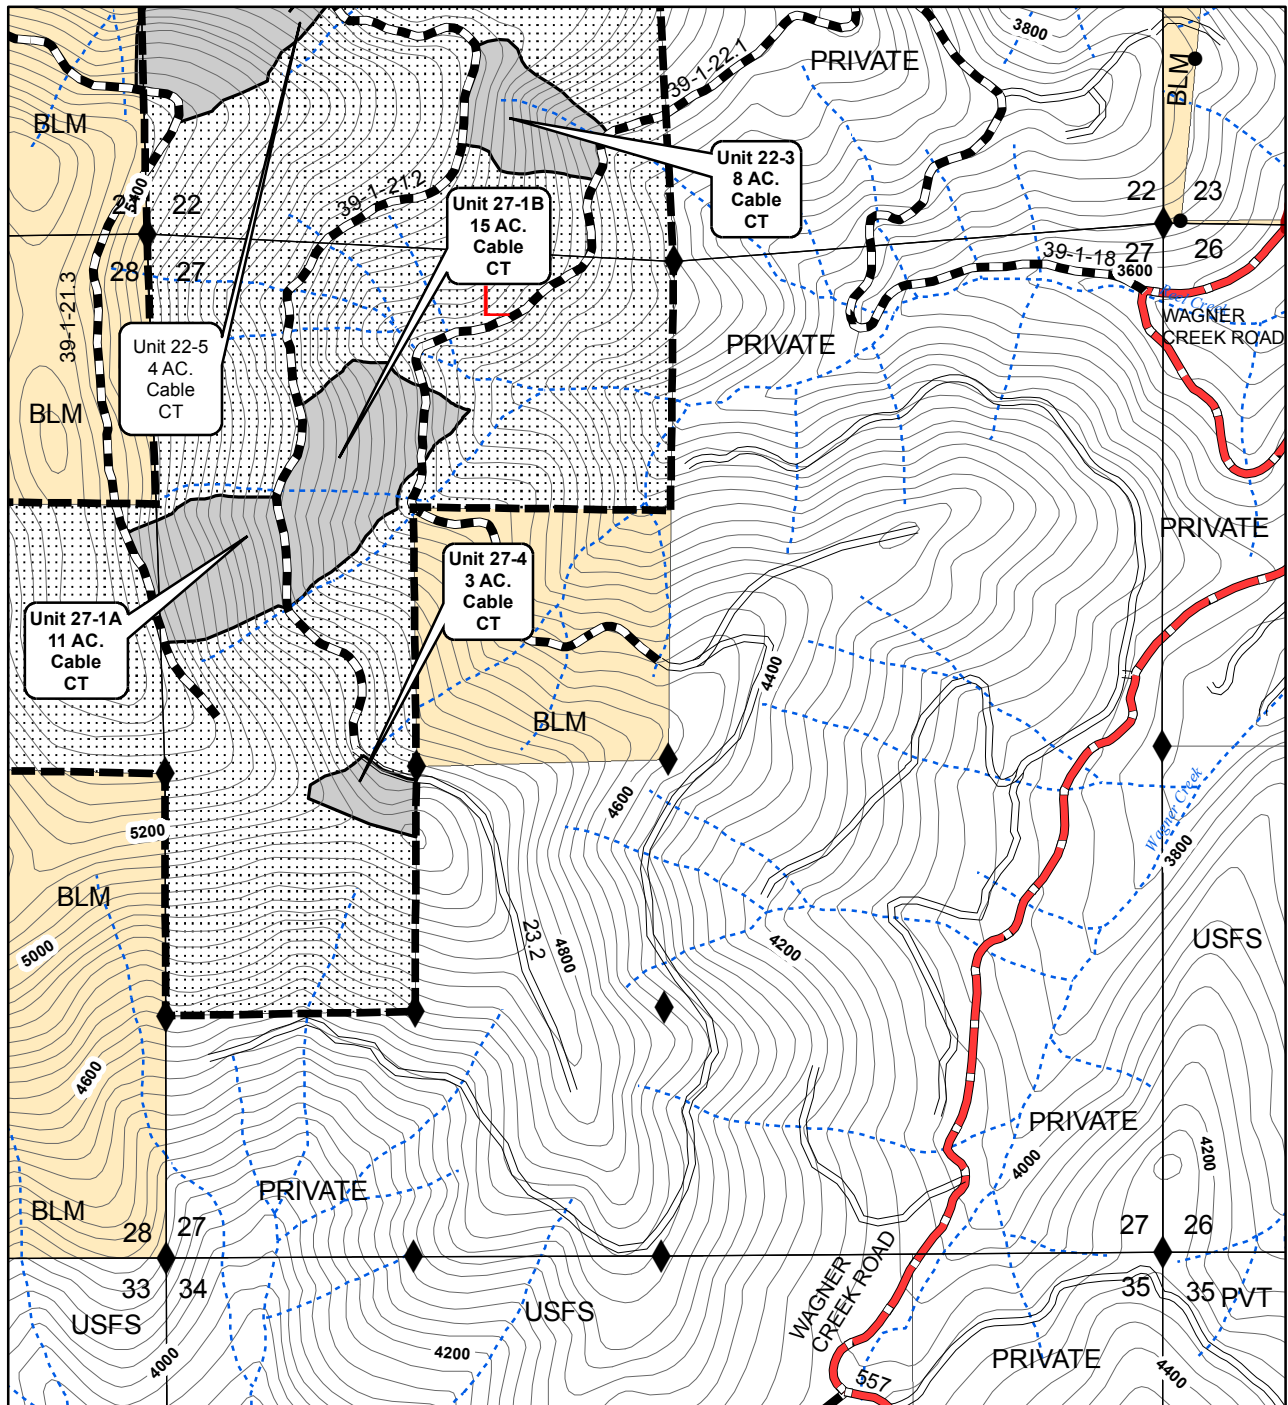 3800
PRIVATE
BLM
39-1-22.1
BLM
5400
22
22
23
39-1-21.2
Unit 22-3
8 AC.
Cable
CT
Unit 27-1B
15 AC.
Cable
CT
28
27
39-1-18
27
26
3600
Reel Creek
WAGNER
CREEK ROAD
39-1-21.3
Unit 22-5
4 AC.
Cable
CT
PRIVATE
BLM
PRIVATE
Unit 27-4
3 AC.
Cable
CT
Unit 27-1A
11 AC.
Cable
CT
4400
BLM
4600
Wagner Creek
3800
5200
BLM
5000
23.2
4800
4200
USFS
4600
PRIVATE
4000
4200
PRIVATE
BLM
28
27
27
26
33
34
35
35
USFS
USFS
WAGNER
CREEK ROAD
PVT
4000
4200
PRIVATE
4400
557